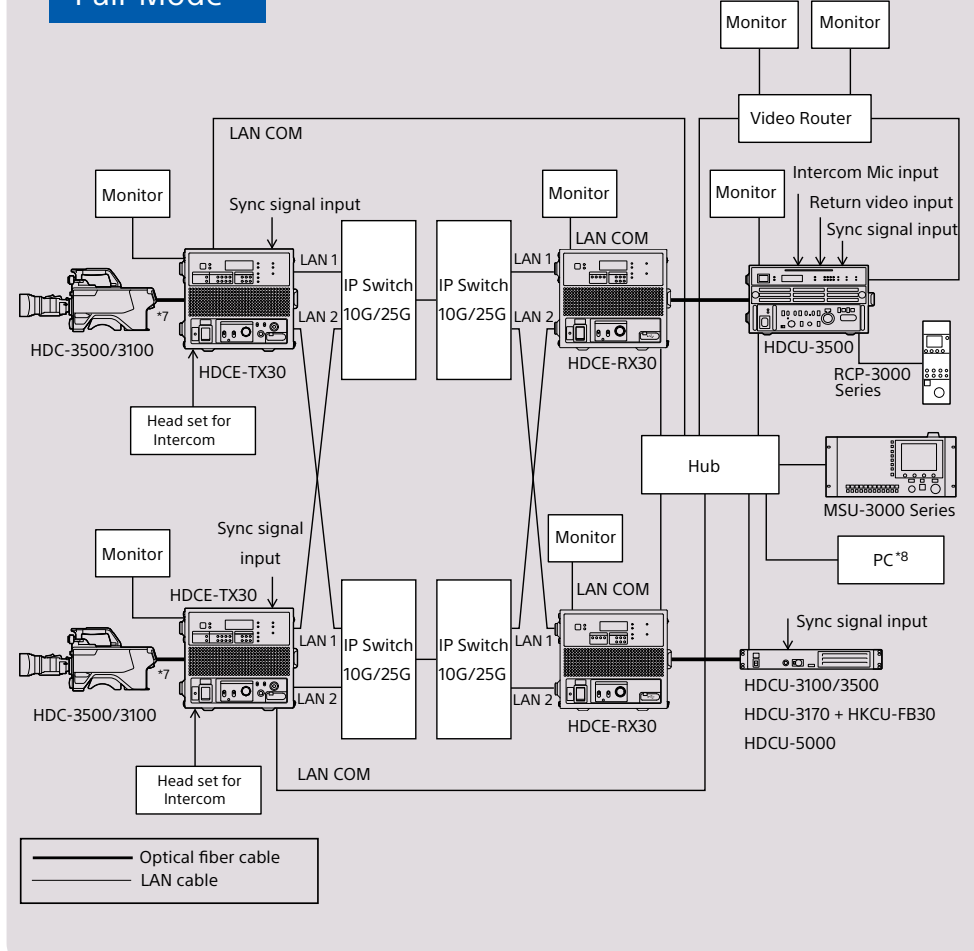 Pair Mode
Monitor
Monitor
Video Router
LAN COM
Monitor
Sync signal input
Monitor
LAN COM
Monitor
Intercom Mic input
Return video input
Sync signal input
LAN 1
LAN 2
IP Switch
10G/25G
IP Switch
10G/25G
LAN 1
LAN 2
*7
HDC-3500/3100
HDCE-TX30
HDCE-RX30
HDCU-3500
RCP-3000
Series
Head set for
Intercom
Hub
MSU-3000 Series
PC*8
Sync signal
input
Monitor
HDCE-TX30
Monitor
LAN COM
LAN 1
LAN 2
IP Switch
10G/25G
IP Switch
10G/25G
LAN 1
LAN 2
*7
HDC-3500/3100
HDCE-RX30
Sync signal input
HDCU-3100/3500
HDCU-3170 + HKCU-FB30
HDCU-5000
Head set for
Intercom
LAN COM
Optical fiber cable
LAN cable